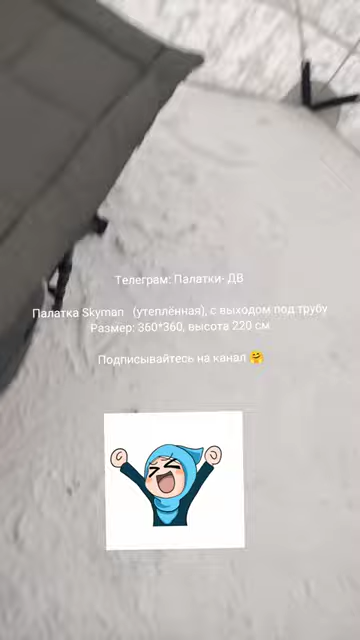 Телеграм: Палатки- ДВ
Палатка Skyman (утеплённая), с выходом под трубу
Размер: 360*360, высота 220 см
Подписывайтесь на канал 🤗